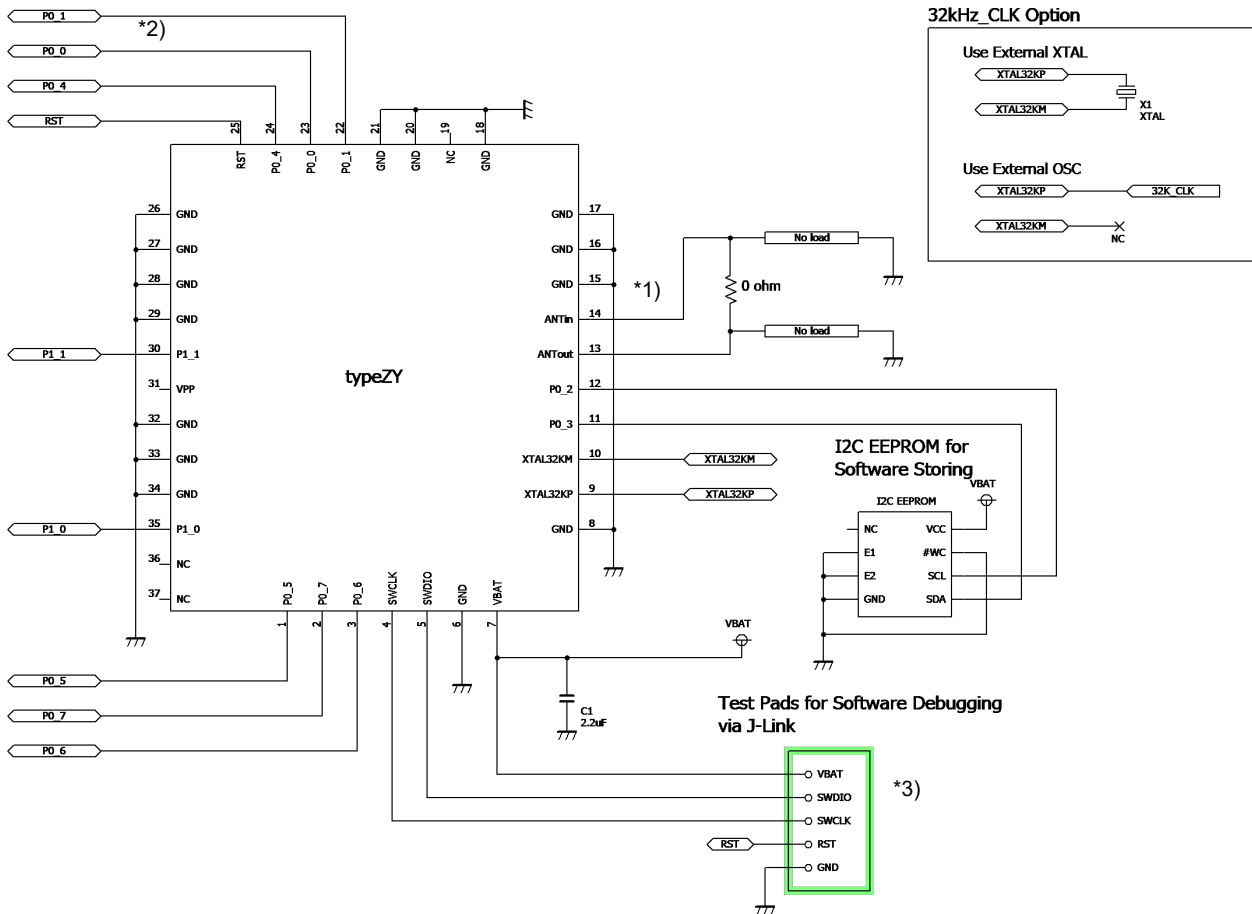 P0_1
*2)
P0_0
P0_4
RST
32kHz_CLK Option
Use External XTAL
XTAL32KP
XTAL32KM
X1
XTAL
Use External OSC
XTAL32KP
32K_CLK
XTAL32KM
NC
25
24
23
22
21
20
19
18
RST
P0_4
P0_0
P0_1
GND
GND
NC
GND
26 GND
27 GND
28 GND
29 GND
P1_1
30 P1_1
31 VPP
32 GND
33 GND
34 GND
P1_0
35 P1_0
36 NC
37 NC
typeZY
GND 17
GND 16
GND 15
ANTin 14
ANTout 13
P0_2 12
P0_3 11
XTAL32KM 10
XTAL32KP 9
GND 8
*1)
No load
0 ohm
No load
XTAL32KM
XTAL32KP
I2C EEPROM for
Software Storing
VBAT
I2C EEPROM
NC
VCC
E1
#WC
E2
SCL
GND
SDA
P0_5
P0_7
P0_6
SWCLK
SWDIO
GND
VBAT
1
2
3
4
5
6
7
P0_5
P0_7
P0_6
VBAT
C1
2.2uF
Test Pads for Software Debugging
via J-Link
VBAT
SWDIO
SWCLK
RST
RST
GND
*3)